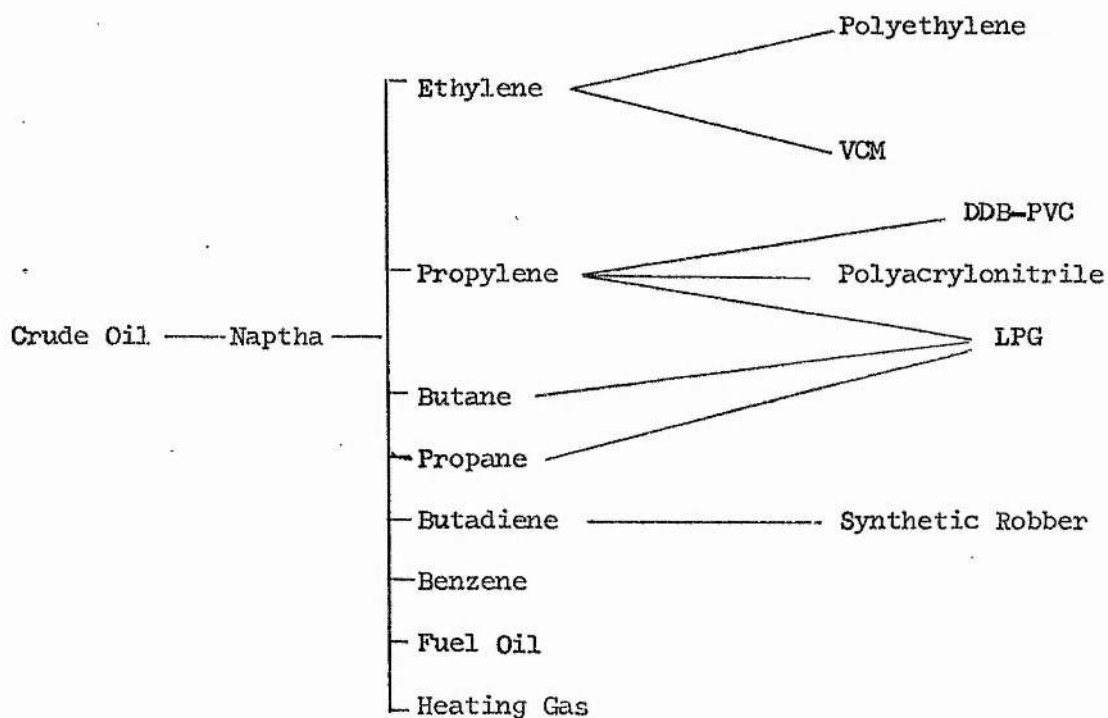 Polyethylene
Ethylene
VCM
DDB-PVC
Propylene
Polyacrylonitrile
Crude Oil
Naptha
LPG
Butane
Propane
Butadiene
Synthetic Robber
Benzene
Fuel Oil
Heating Gas